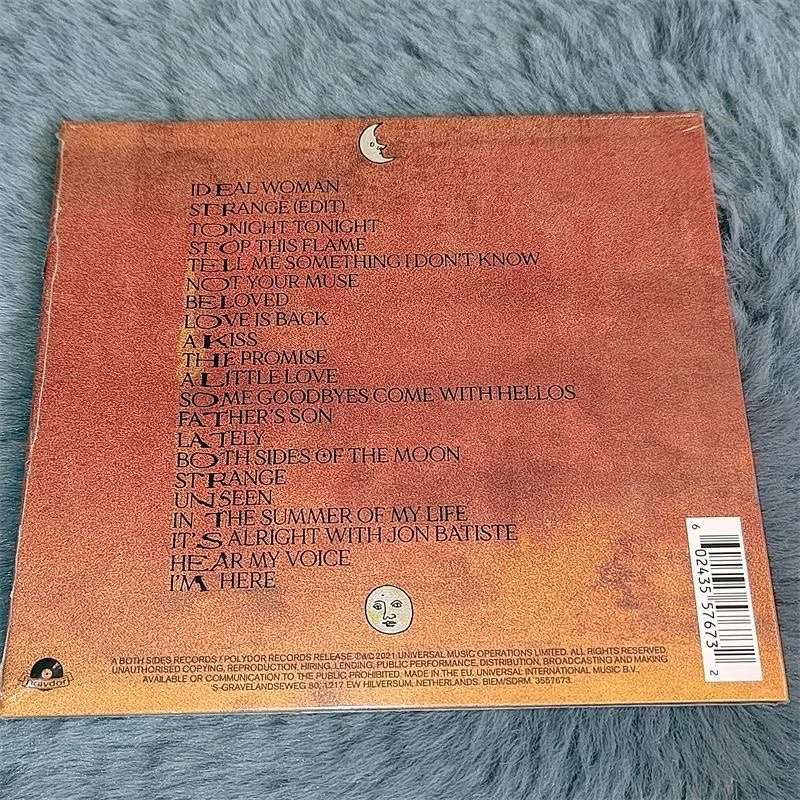 IDEAL WOMAN
STRANGE (EDIT)
TONIGHT TONIGHT
STOP THIS FLAME
TELL ME SOMETHING I DON'T KNOW
NOT YOUR MUSE
BELOVED
LOVE IS BACK
A KISS
THE PROMISE
A LITTLE LOVE
SOME GOODBYES COME WITH HELLOS
FATHER'S SON
LATELY
BOTH SIDES OF THE MOON
STRANGE
UNSEEN
IN THE SUMMER OF MY LIFE
IT'S ALRIGHT WITH JON BATISTE
HEAR MY VOICE
I'M HERE
6 02435 57673 2
A BOTH SIDES RECORDS / POLYDOR RECORDS RELEASE ℗&© 2021 UNIVERSAL MUSIC OPERATIONS LIMITED. ALL RIGHTS RESERVED.
UNAUTHORISED COPYING, REPRODUCTION, HIRING, LENDING, PUBLIC PERFORMANCE, DISTRIBUTION, BROADCASTING AND MAKING
AVAILABLE OR COMMUNICATION TO THE PUBLIC PROHIBITED. MADE IN THE EU. UNIVERSAL INTERNATIONAL MUSIC B.V.,
'S-GRAVELANDSEWEG 80, 1217 EW HILVERSUM, NETHERLANDS. BIEM/SDRM. 3557673.
polydor